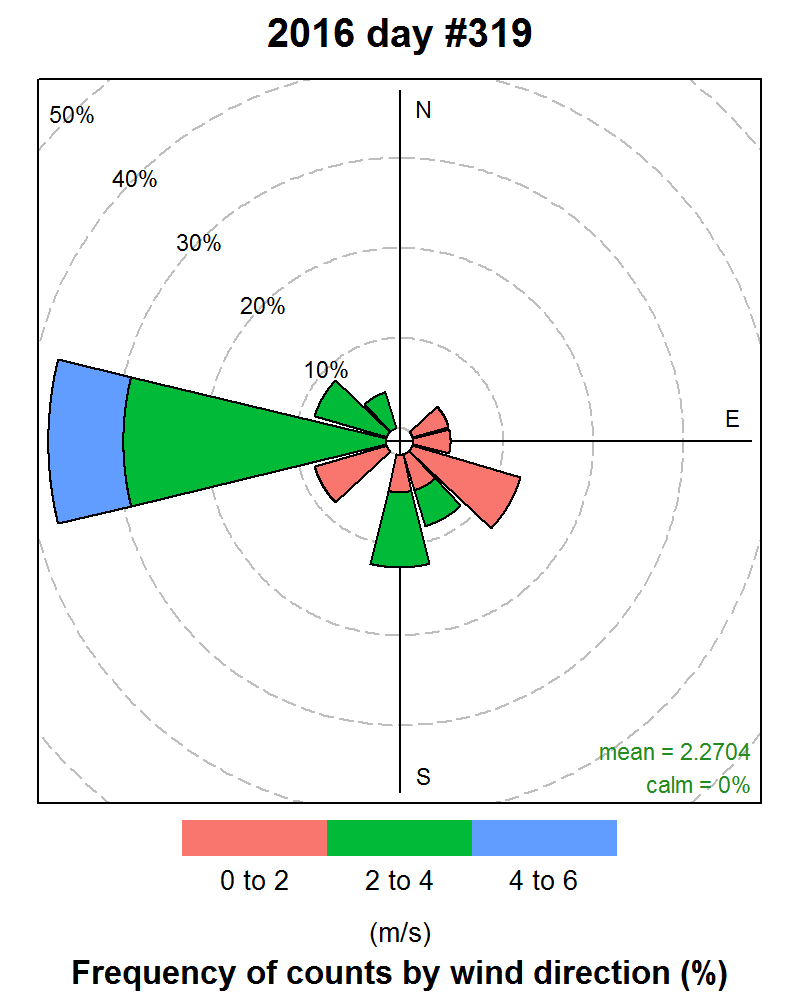 2016 day #319
50%
N
40%
30%
20%
10%
E
S
mean = 2.2704
calm = 0%
0 to 2
2 to 4
4 to 6
(m/s)
Frequency of counts by wind direction (%)